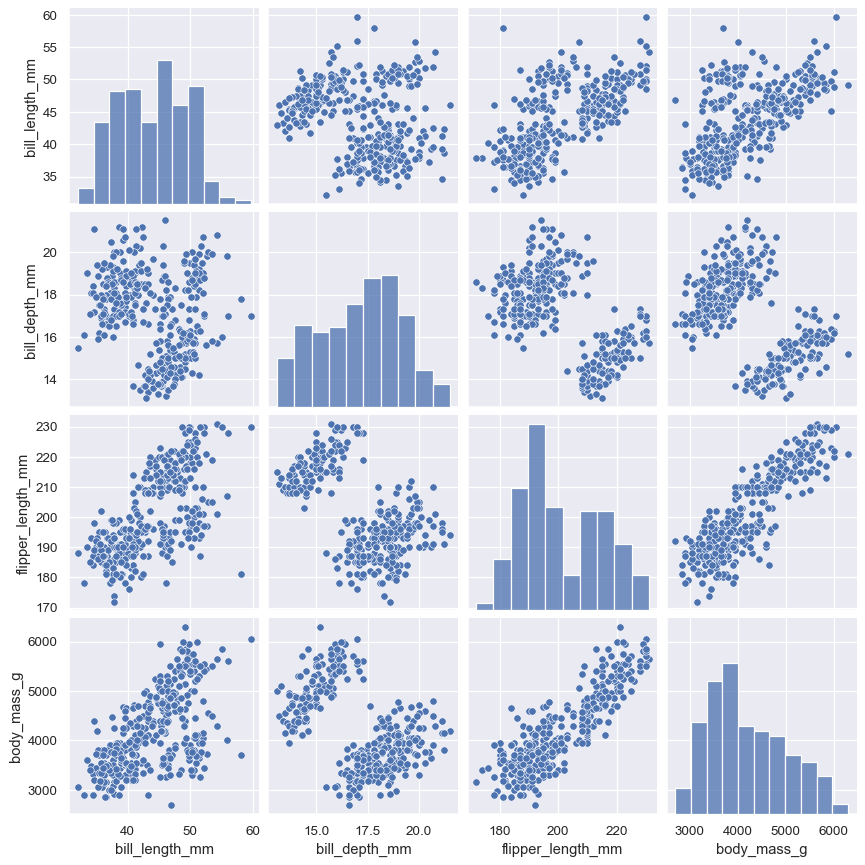 60
55
50
45
40
35
bill_length_mm
20
18
16
14
bill_depth_mm
230
220
210
200
190
180
170
flipper_length_mm
6000
5000
4000
3000
body_mass_g
40 50 60
bill_length_mm
15.0 17.5 20.0
bill_depth_mm
180 200 220
flipper_length_mm
3000 4000 5000 6000
body_mass_g